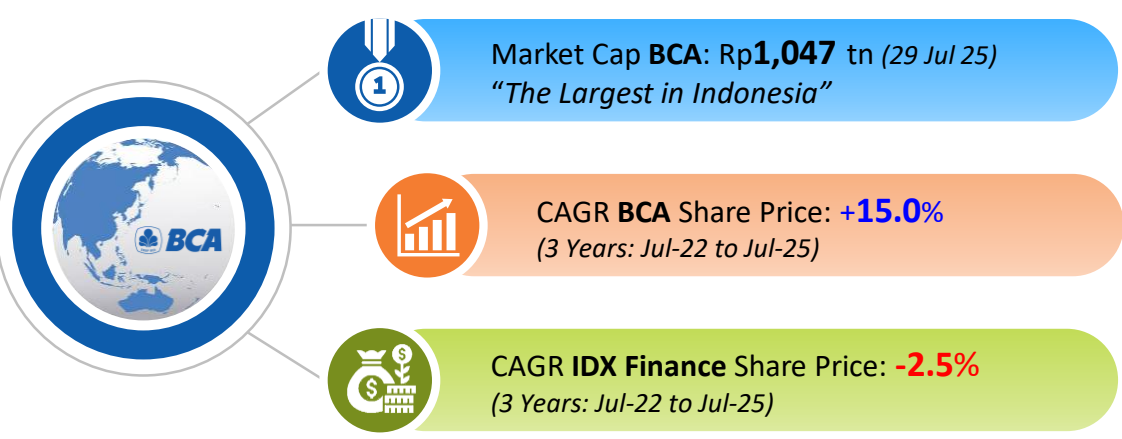 Market Cap BCA: Rp1,047 tn (29 Jul 25)
“The Largest in Indonesia”
1
BCA
CAGR BCA Share Price: +15.0%
(3 Years: Jul-22 to Jul-25)
CAGR IDX Finance Share Price: -2.5%
(3 Years: Jul-22 to Jul-25)
$
$